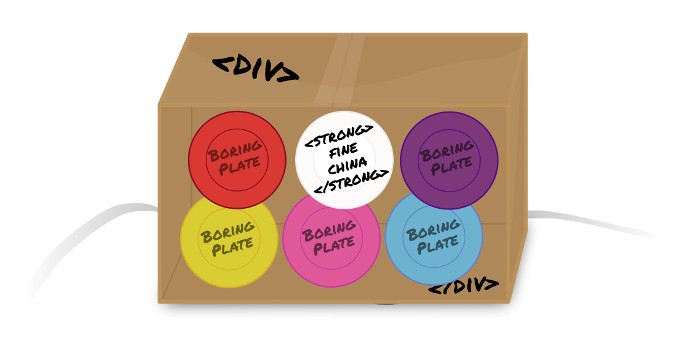 <DIV>
BORING
PLATE
<STRONG>
FINE
CHINA
</STRONG>
BORING
PLATE
BORING
PLATE
BORING
PLATE
BORING
PLATE
</DIV>